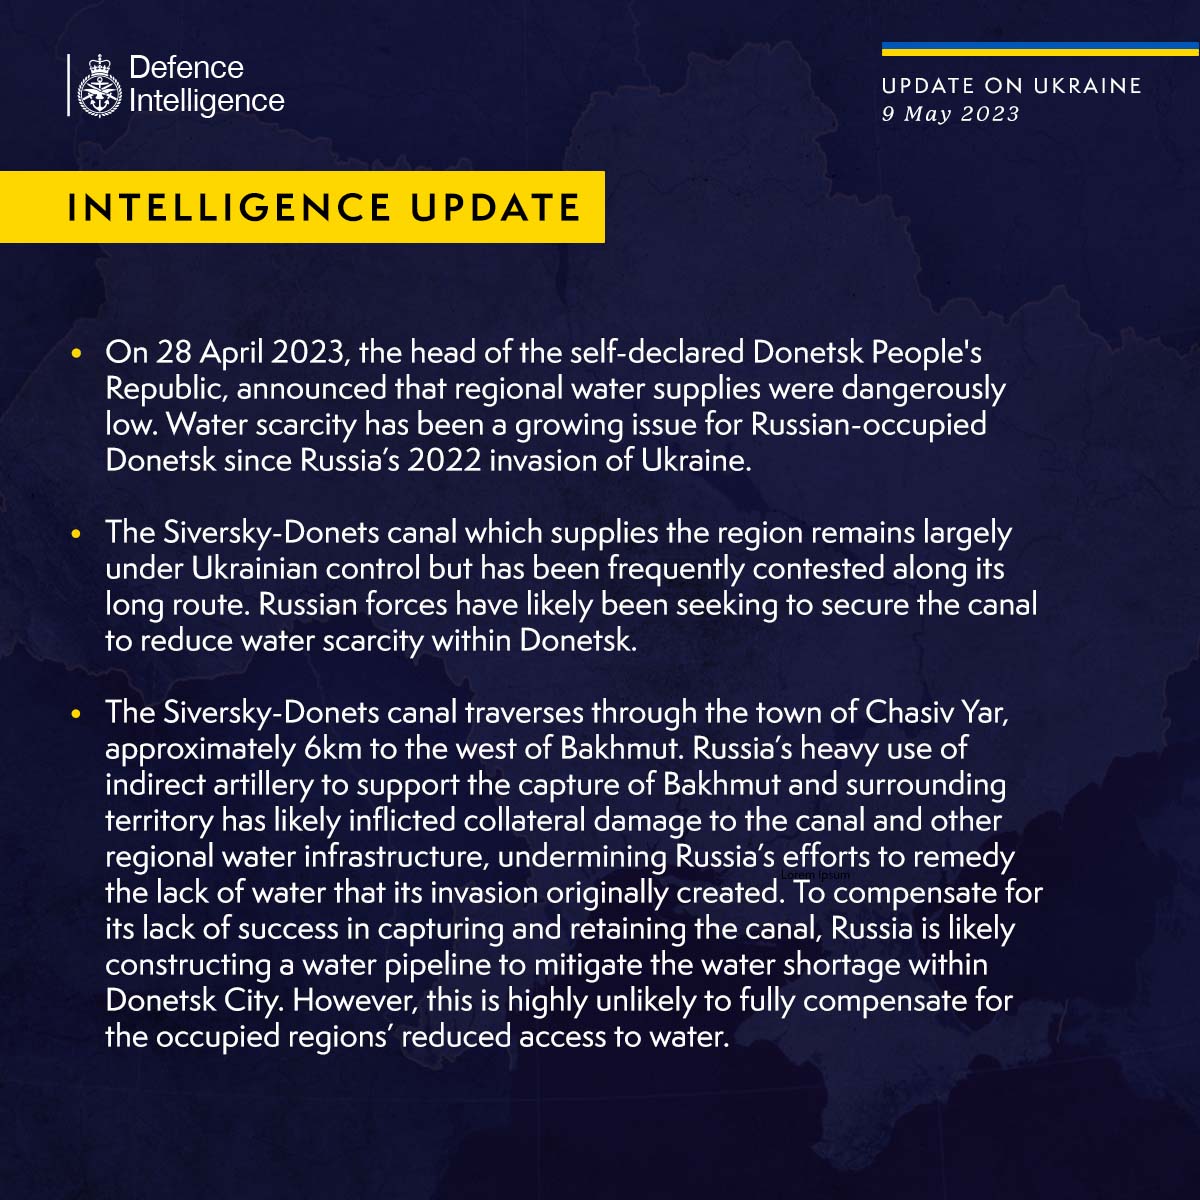 Defence
Intelligence
UPDATE ON UKRAINE
9 May 2023
INTELLIGENCE UPDATE
• On 28 April 2023, the head of the self-declared Donetsk People's
Republic, announced that regional water supplies were dangerously
low. Water scarcity has been a growing issue for Russian-occupied
Donetsk since Russia’s 2022 invasion of Ukraine.
• The Siversky-Donets canal which supplies the region remains largely
under Ukrainian control but has been frequently contested along its
long route. Russian forces have likely been seeking to secure the canal
to reduce water scarcity within Donetsk.
• The Siversky-Donets canal traverses through the town of Chasiv Yar,
approximately 6km to the west of Bakhmut. Russia’s heavy use of
indirect artillery to support the capture of Bakhmut and surrounding
territory has likely inflicted collateral damage to the canal and other
regional water infrastructure, undermining Russia’s efforts to remedy
Lorem Ipsum
the lack of water that its invasion originally created. To compensate for
its lack of success in capturing and retaining the canal, Russia is likely
constructing a water pipeline to mitigate the water shortage within
Donetsk City. However, this is highly unlikely to fully compensate for
the occupied regions’ reduced access to water.